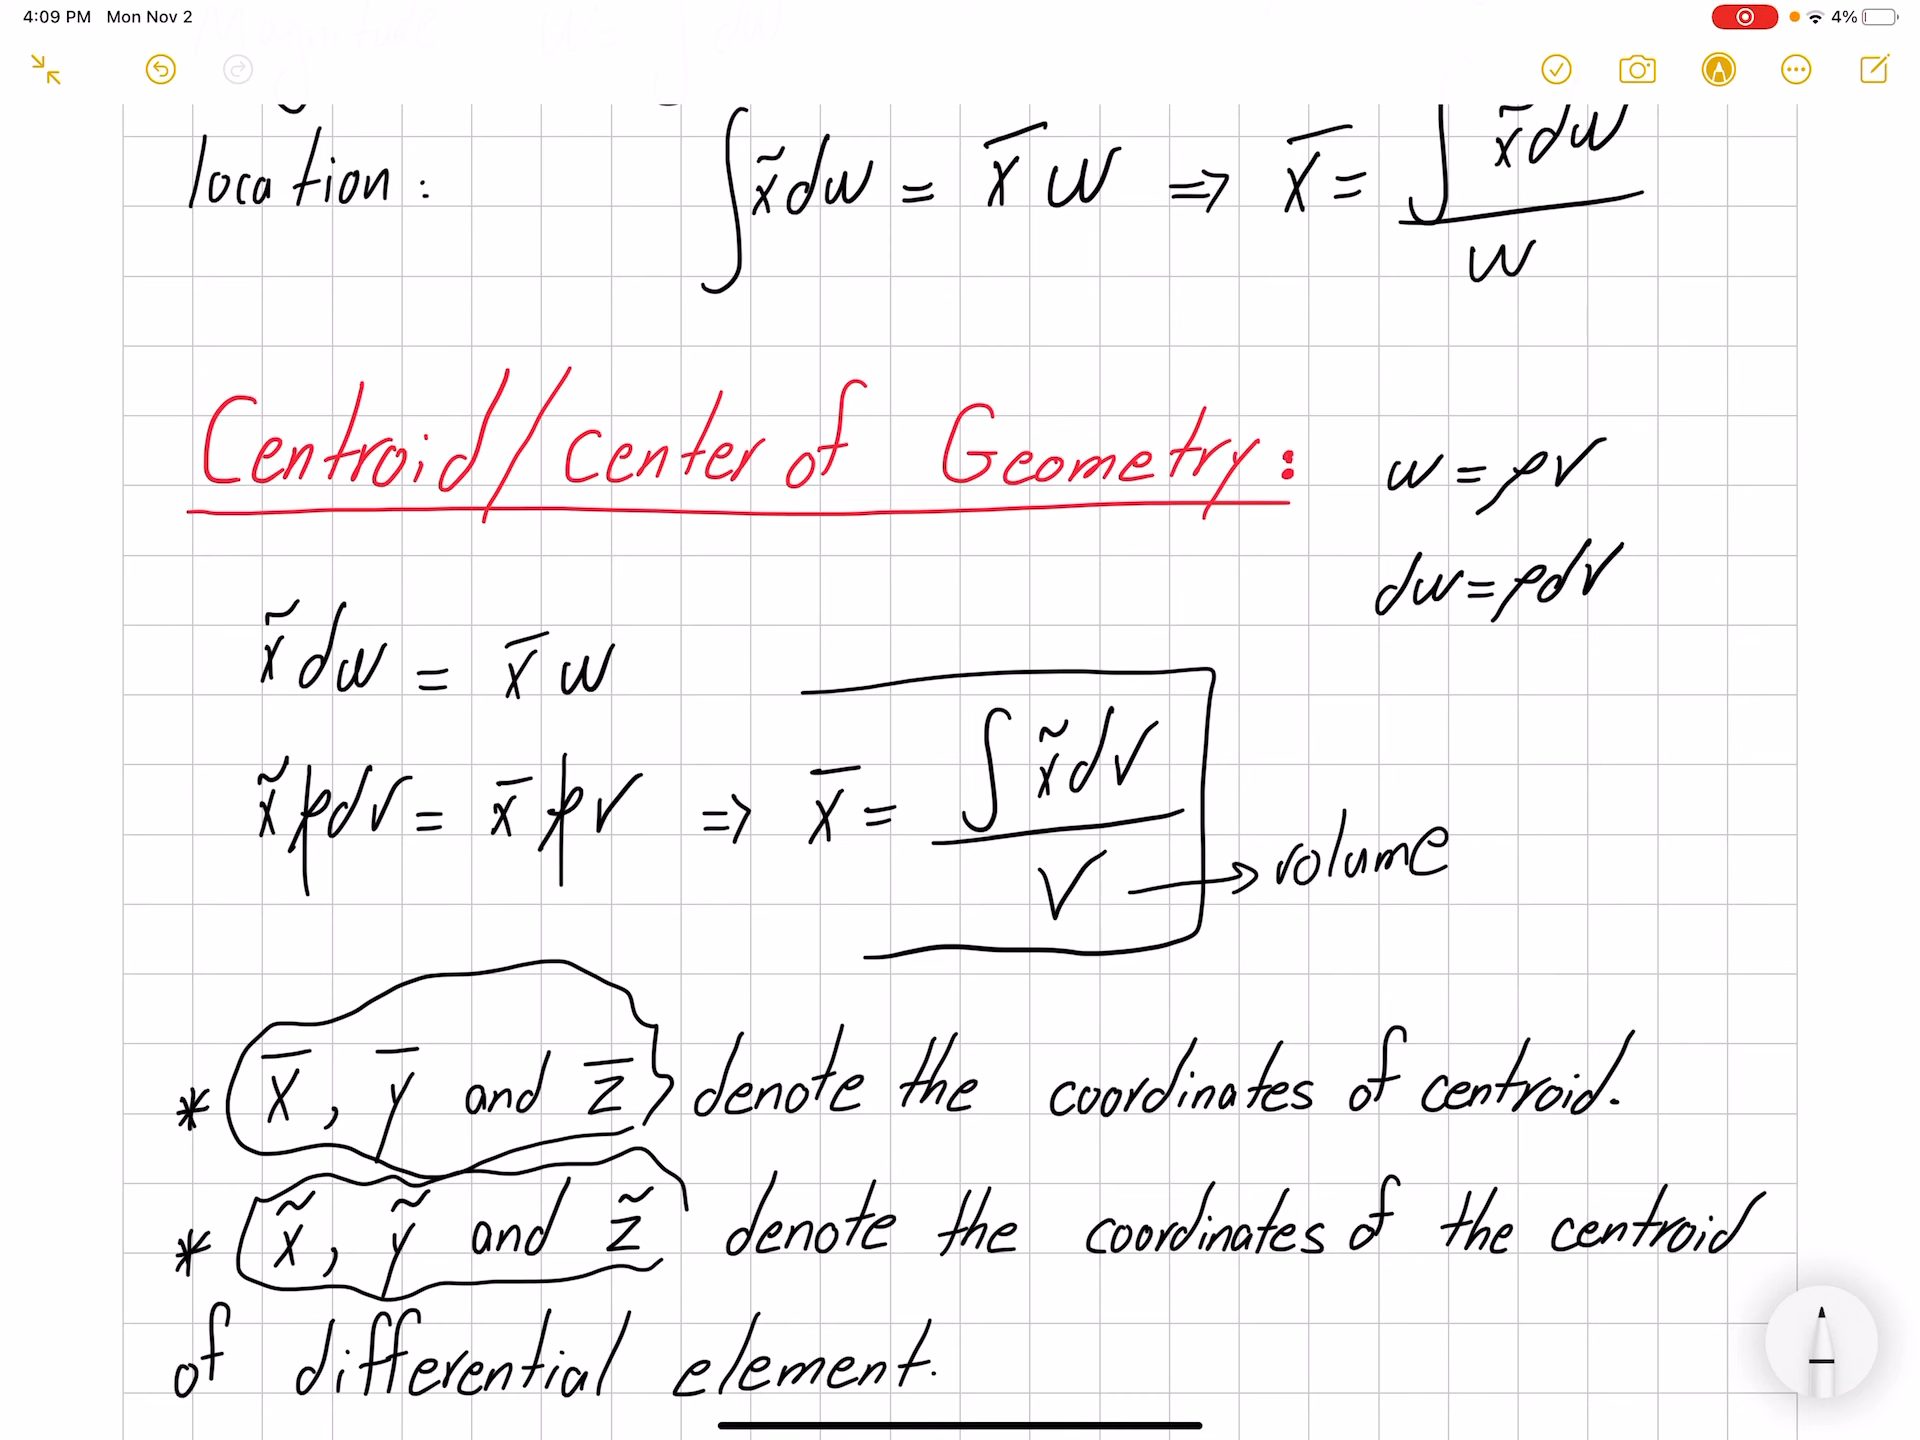 4:09 PM Mon Nov 2 4%
location : ∫x̃dw = x̄ w => x̄ = ∫x̃dw / w
Centroid/center of Geometry:
w = ρv
dw = ρdv
x̃dw = x̄ w
x̃ρdv = x̄ρv => x̄ = ∫x̃dv / V → volume
* x̄, ȳ and z̄ denote the coordinates of centroid.
* x̃, ỹ and z̃ denote the coordinates of the centroid
of differential element.